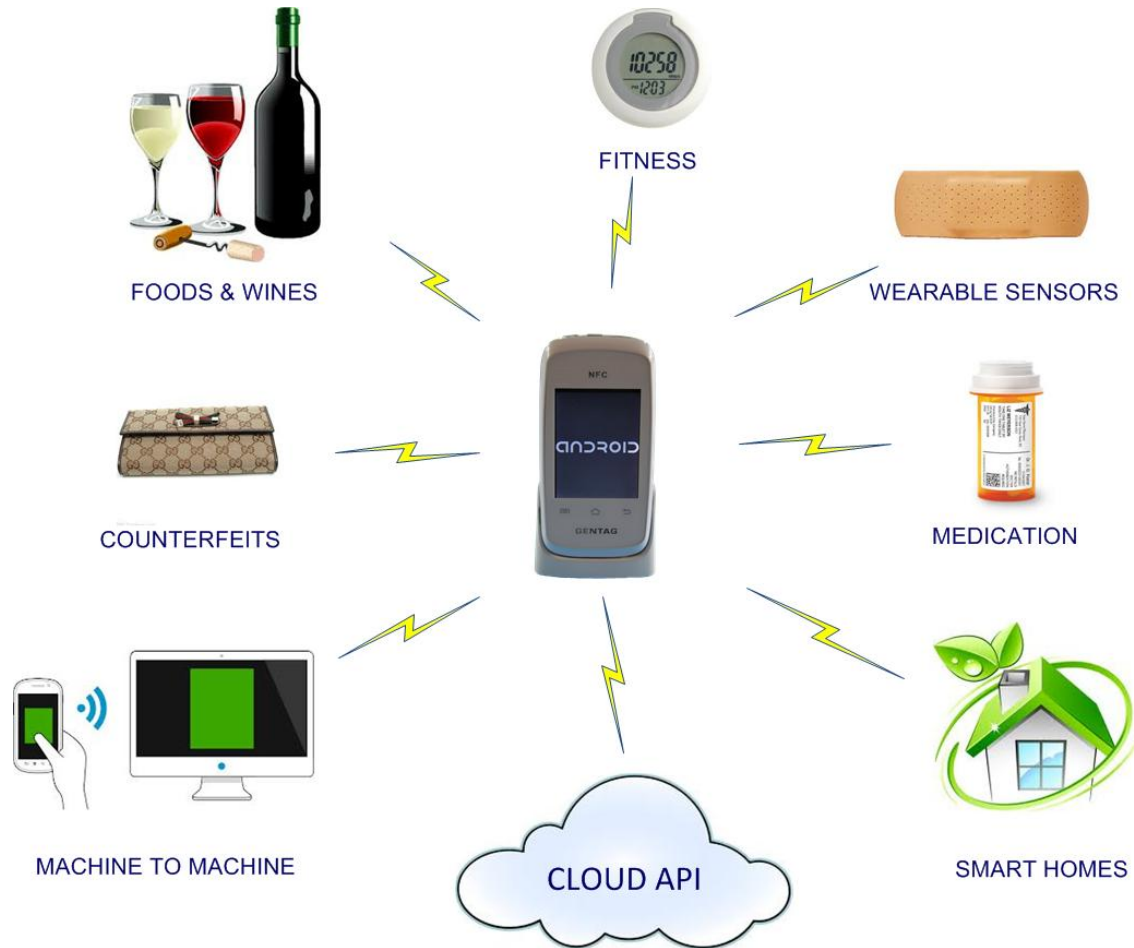 10258
1203
FITNESS
FOODS & WINES
WEARABLE SENSORS
NFC
ANDROID
GENTAG
COUNTERFEITS
MEDICATION
MACHINE TO MACHINE
SMART HOMES
CLOUD API